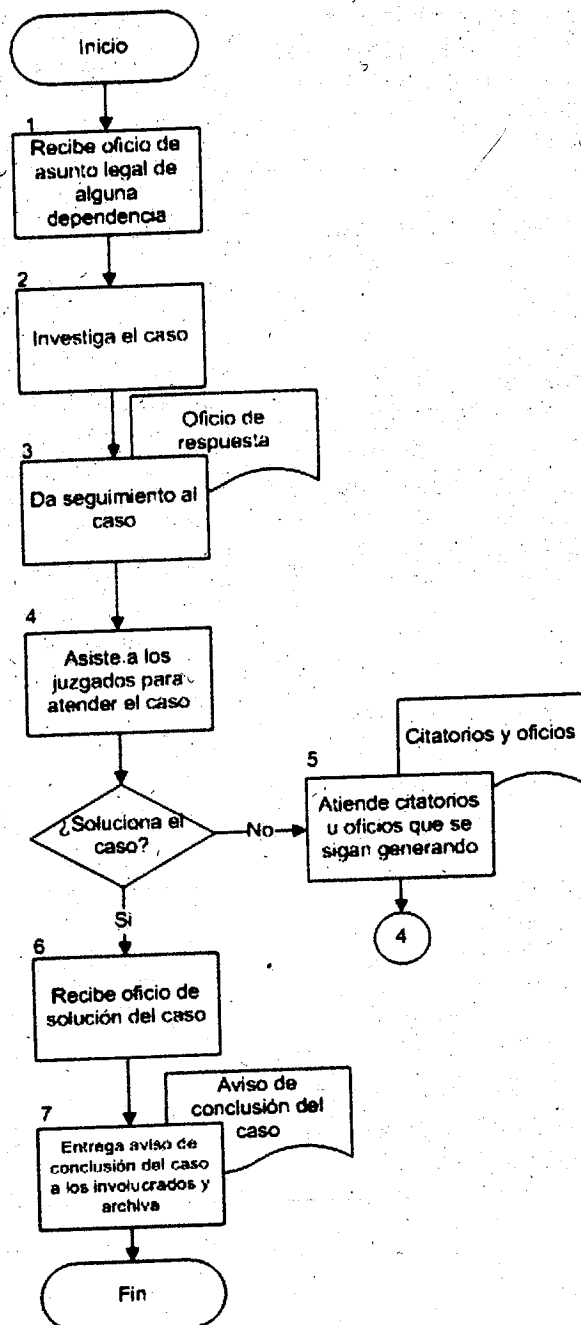 Inicio
1
Recibe oficio de
asunto legal de
alguna
dependencia
2
Investiga el caso
Oficio de
respuesta
3
Da seguimiento al
caso
4
Asiste a los
juzgados para
atender el caso
¿Soluciona el
caso?
No
Citatorios y oficios
5
Atiende citatorios
u oficios que se
sigan generando
4
Si
6
Recibe oficio de
solución del caso
Aviso de
conclusión del
caso
7
Entrega aviso de
conclusión del caso
a los involucrados y
archiva
Fin